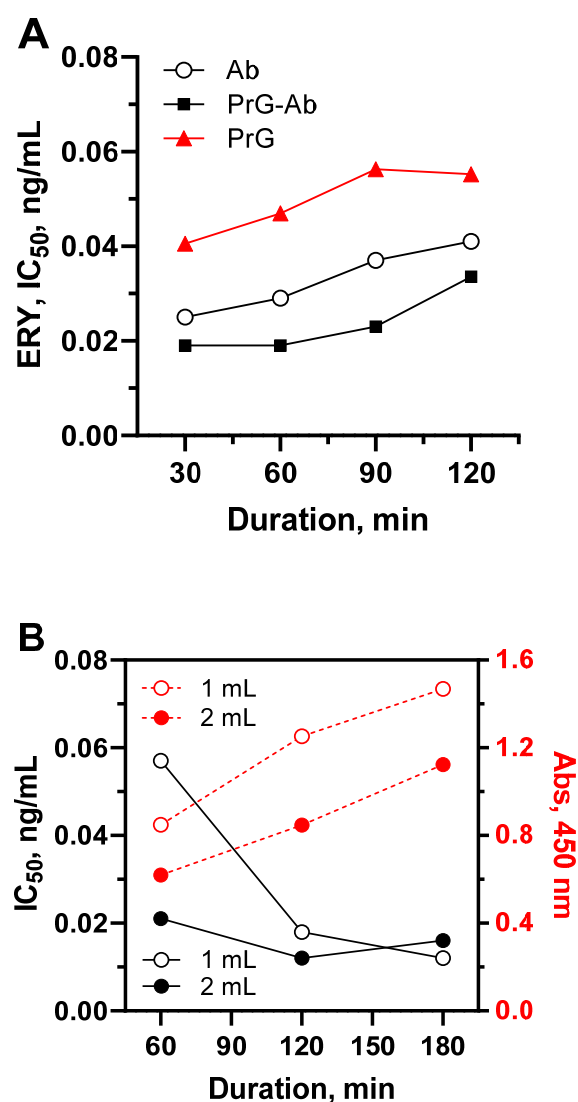 A
ERY, IC50, ng/mL
0.08
0.06
0.04
0.02
0.00
Ab
PrG-Ab
PrG
30 60 90 120
Duration, min
B
IC50, ng/mL
0.08
0.06
0.04
0.02
0.00
1 mL
2 mL
1 mL
2 mL
1.6
1.2
0.8
0.4
0.0
Abs, 450 nm
60 90 120 150 180
Duration, min